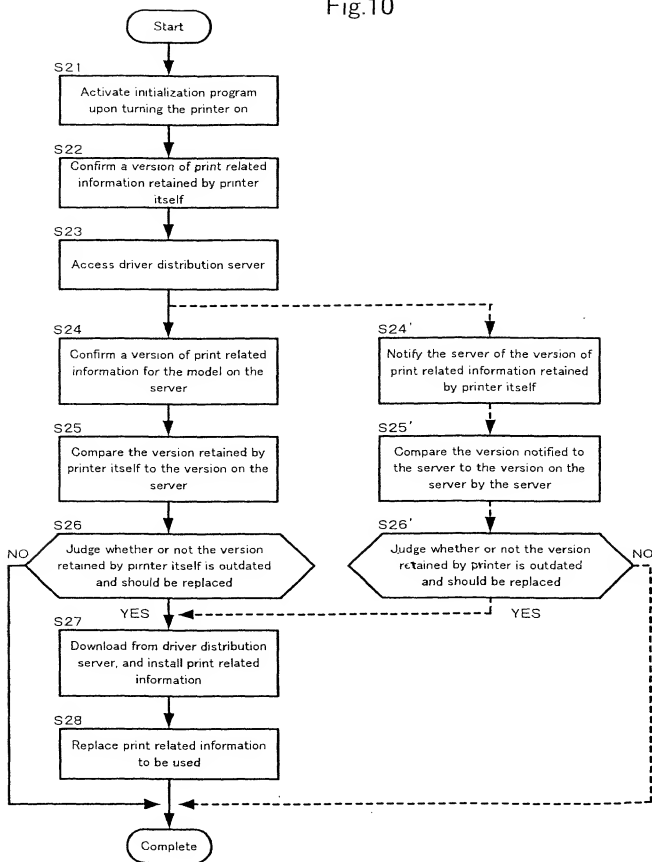 Fig.10
Start
S21
Activate initialization program
upon turning the printer on
S22
Confirm a version of print related
information retained by printer
itself
S23
Access driver distribution server
S24
Confirm a version of print related
information for the model on the
server
S24'
Notify the server of the version of
print related information retained
by printer itself
S25
Compare the version retained by
printer itself to the version on the
server
S25'
Compare the version notified to
the server to the version on the
server by the server
S26
NO
Judge whether or not the version
retained by pirnter itself is outdated
and should be replaced
YES
S26'
NO
Judge whether or not the version
retained by printer is outdated
and should be replaced
YES
S27
Download from driver distribution
server, and install print related
information
S28
Replace print related information
to be used
Complete